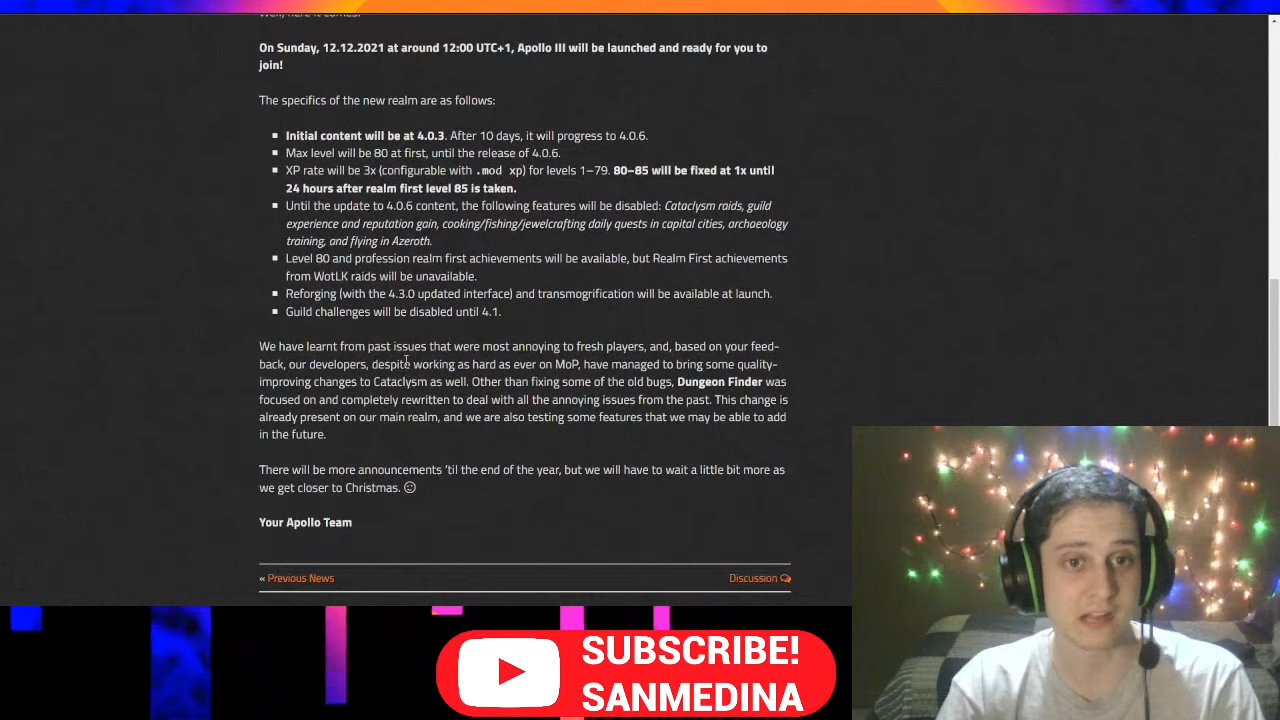 Well, here it comes!
On Sunday, 12.12.2021 at around 12:00 UTC+1, Apollo III will be launched and ready for you to
join!
The specifics of the new realm are as follows:
Initial content will be at 4.0.3. After 10 days, it will progress to 4.0.6.
Max level will be 80 at first, until the release of 4.0.6.
XP rate will be 3x (configurable with .mod xp) for levels 1–79. 80–85 will be fixed at 1x until
24 hours after realm first level 85 is taken.
Until the update to 4.0.6 content, the following features will be disabled: Cataclysm raids, guild
experience and reputation gain, cooking/fishing/jewelcrafting daily quests in capital cities, archaeology
training, and flying in Azeroth.
Level 80 and profession realm first achievements will be available, but Realm First achievements
from WotLK raids will be unavailable.
Reforging (with the 4.3.0 updated interface) and transmogrification will be available at launch.
Guild challenges will be disabled until 4.1.
We have learnt from past issues that were most annoying to fresh players, and, based on your feed-
back, our developers, despite working as hard as ever on MoP, have managed to bring some quality-
improving changes to Cataclysm as well. Other than fixing some of the old bugs, Dungeon Finder was
focused on and completely rewritten to deal with all the annoying issues from the past. This change is
already present on our main realm, and we are also testing some features that we may be able to add
in the future.
There will be more announcements ’til the end of the year, but we will have to wait a little bit more as
we get closer to Christmas.
Your Apollo Team
« Previous News
Discussion
SUBSCRIBE!
SANMEDINA